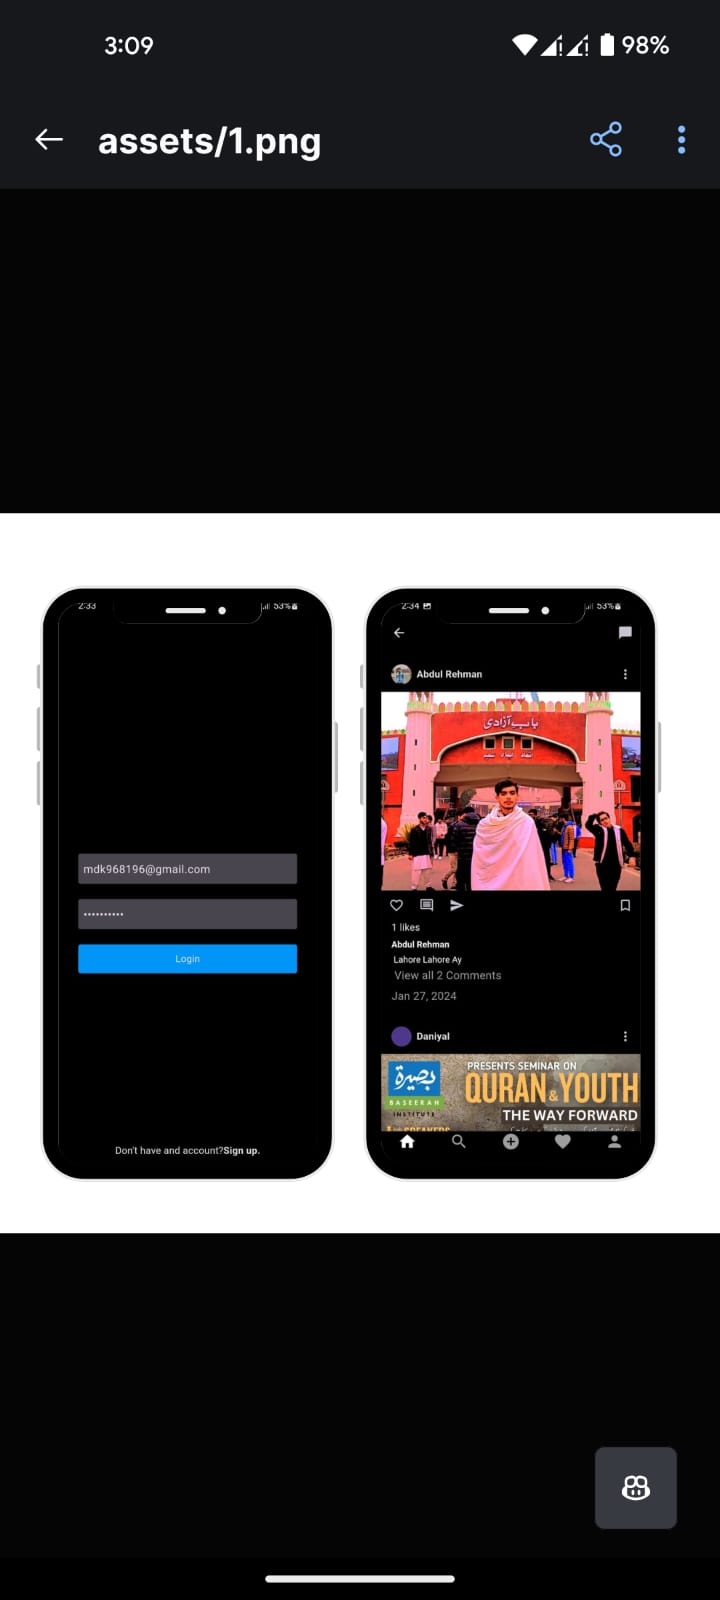 3:09
98%
assets/1.png
2:33
53%
mdk968196@gmail.com
••••••••••
Login
Don't have and account?Sign up.
2:34
53%
Abdul Rehman
باب آزادی
اتحاد
1 likes
Abdul Rehman
Lahore Lahore Ay
View all 2 Comments
Jan 27, 2024
Daniyal
بصيرة
BASEERAH
INSTITUTE
PRESENTS SEMINAR ON
QURAN & YOUTH
THE WAY FORWARD